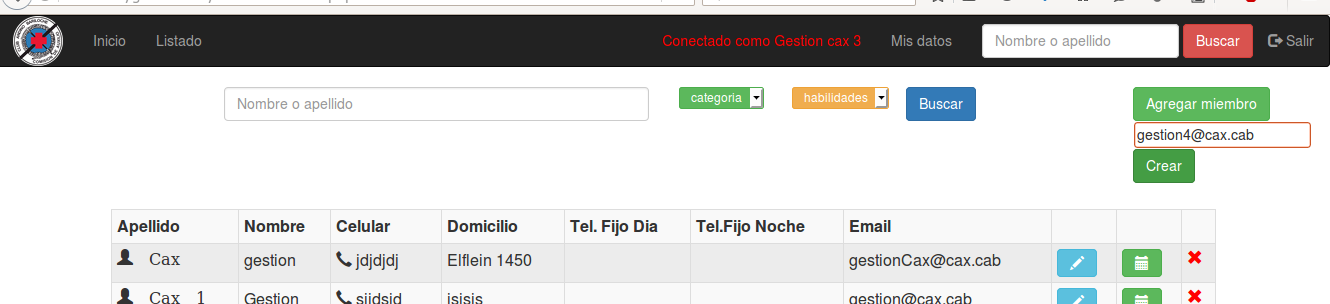 Inicio Listado Conectado como Gestion cax 3 Mis datos Nombre o apellido Buscar Salir
Nombre o apellido categoria habilidades Buscar Agregar miembro
gestion4@cax.cab
Crear
Apellido Nombre Celular Domicilio Tel. Fijo Dia Tel.Fijo Noche Email
Cax gestion jdjdjdj Elflein 1450 gestionCax@cax.cab
Cax 1 Gestion sjjdsjd jsjsjs gestion@cax.cab